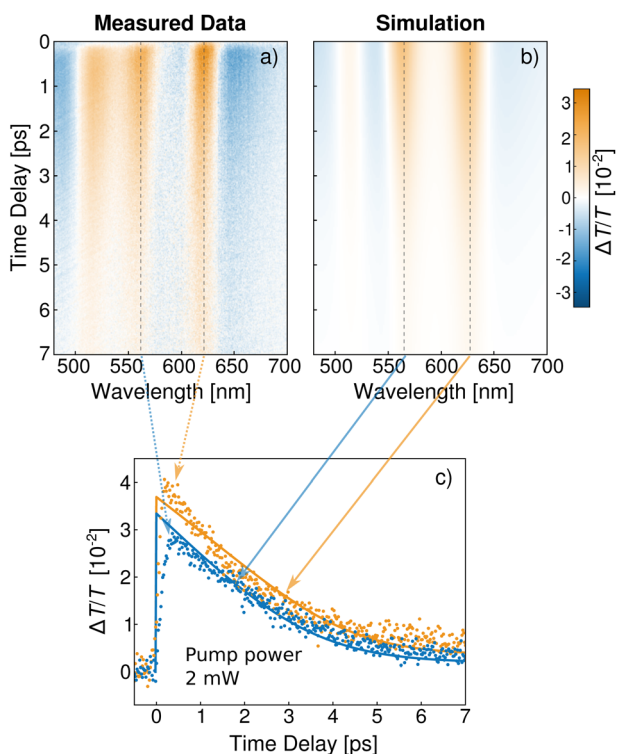 Measured Data
Simulation
a)
b)
0
1
2
3
4
5
6
7
Time Delay [ps]
500
550
600
650
700
Wavelength [nm]
500
550
600
650
700
Wavelength [nm]
3
2
1
0
-1
-2
-3
ΔT/T [10⁻²]
c)
4
3
2
1
0
ΔT/T [10⁻²]
Pump power
2 mW
0
1
2
3
4
5
6
7
Time Delay [ps]